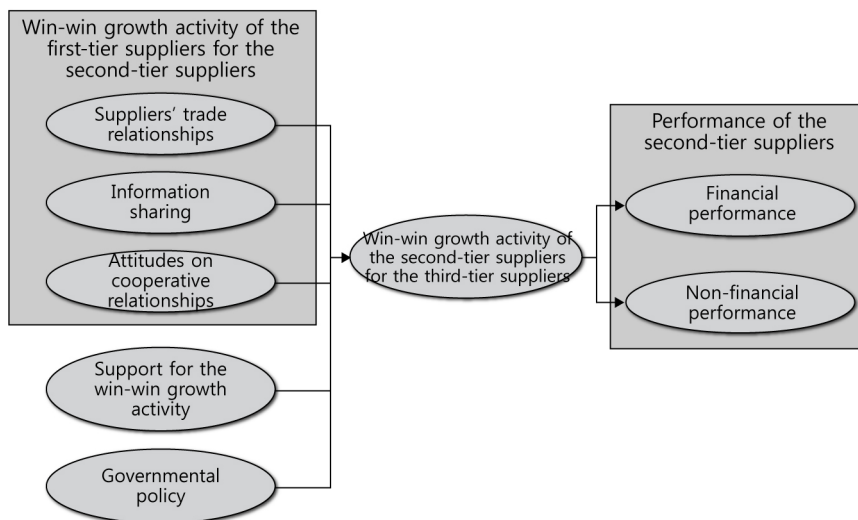 Win-win growth activity of the
first-tier suppliers for the
second-tier suppliers
Suppliers' trade
relationships
Information
sharing
Attitudes on
cooperative
relationships
Support for the
win-win growth
activity
Governmental
policy
Win-win growth activity of
the second-tier suppliers
for the third-tier suppliers
Performance of the
second-tier suppliers
Financial
performance
Non-financial
performance